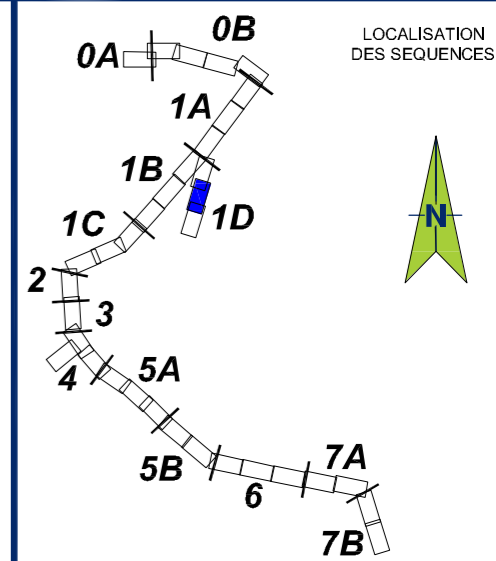 LOCALISATION
DES SEQUENCES
0A
0B
1A
1B
1D
1C
N
2
3
4
5A
5B
6
7A
7B